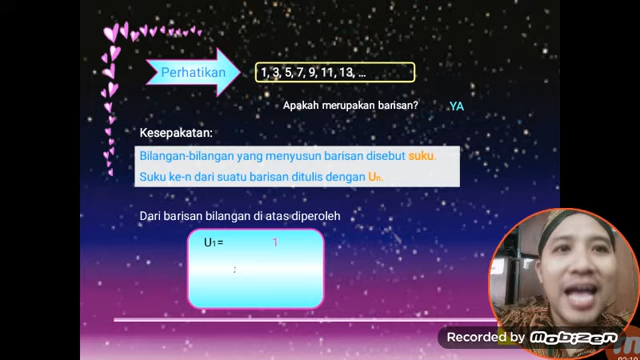 Perhatikan
1, 3, 5, 7, 9, 11, 13, ...
Apakah merupakan barisan? YA
Kesepakatan:
Bilangan-bilangan yang menyusun barisan disebut suku.
Suku ke-n dari suatu barisan ditulis dengan Un.
Dari barisan bilangan di atas diperoleh
U1= 1
:
Recorded by mobizen